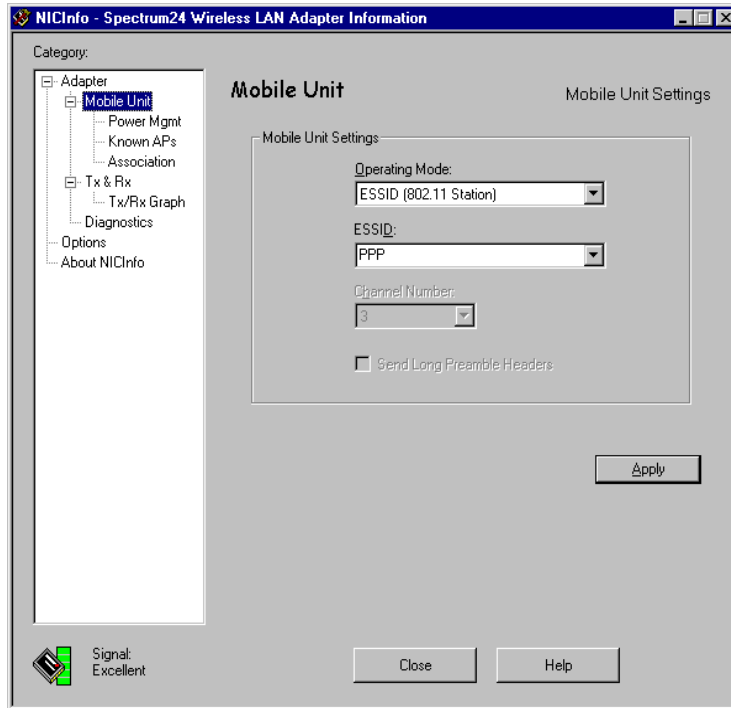 NICInfo - Spectrum24 Wireless LAN Adapter Information
Category:
Adapter
Mobile Unit
Power Mgmt
Known APs
Association
Tx & Rx
Tx/Rx Graph
Diagnostics
Options
About NICInfo
Mobile Unit
Mobile Unit Settings
Mobile Unit Settings
Operating Mode:
ESSID (802.11 Station)
ESSID:
PPP
Channel Number:
3
Send Long Preamble Headers
Apply
Signal:
Excellent
Close
Help